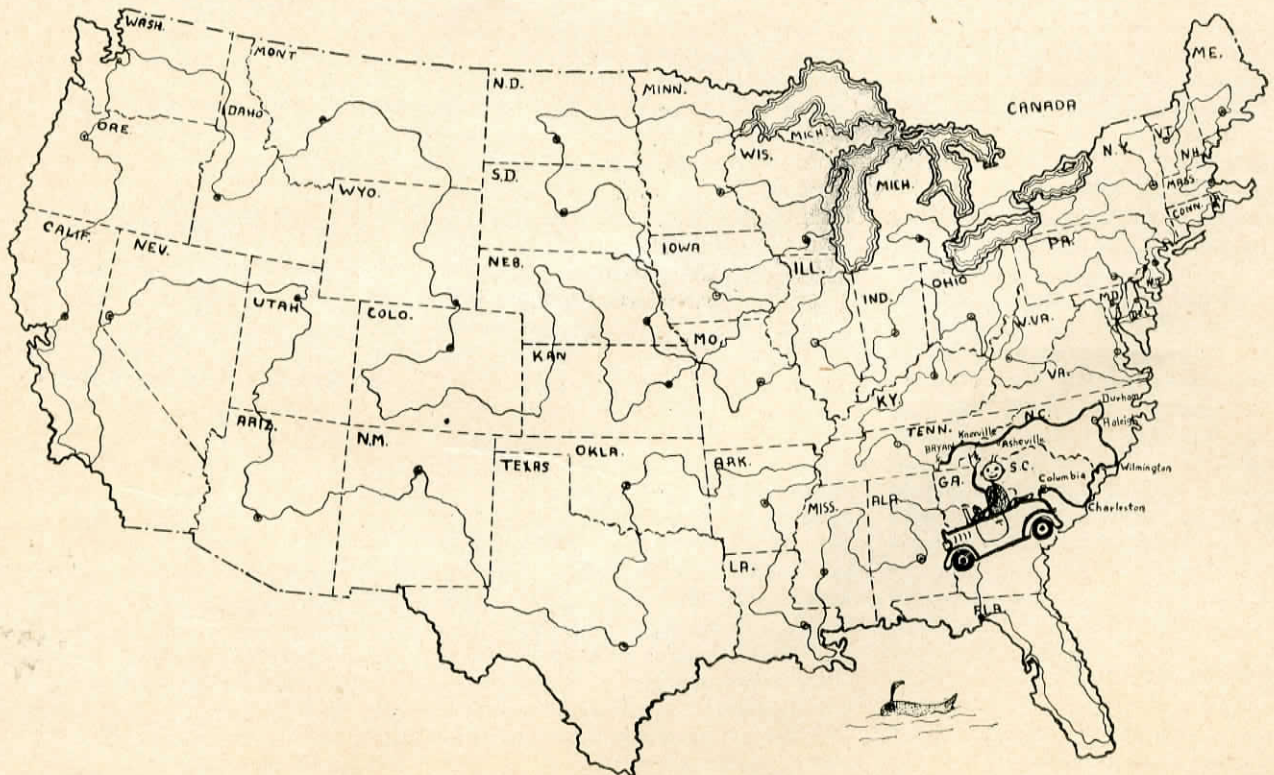 WASH.
MONT
N.D.
MINN.
ME.
CANADA
IDAHO
ORE.
MICH.
WIS.
VT.
N.Y.
NH.
S.D.
WYO.
MICH.
MASS
CONN.
CALIF.
NEV.
IOWA
PA.
NEB.
ILL.
OHIO
IND.
N.J.
MD.
UTAH
COLO.
W.VA.
MO.
KAN
VA.
KY.
Durham
ARIZ.
N.M.
TENN.
N.C.
Raleigh
Knoxville
BRYAN
Asheville
OKLA.
TEXAS
ARK.
S.C.
Wilmington
GA.
Columbia
MISS.
ALA
Charleston
LA.
FLA.